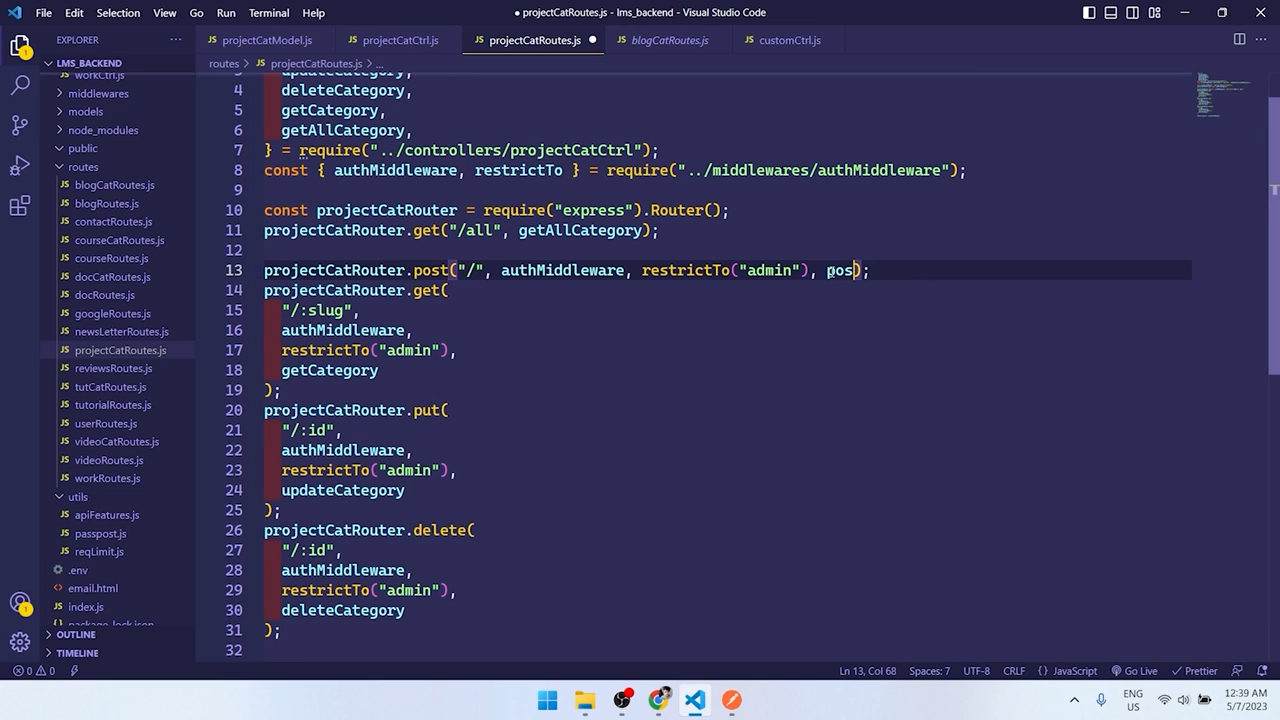 File Edit Selection View Go Run Terminal Help
● projectCatRoutes.js - lms_backend - Visual Studio Code
EXPLORER
projectCatModel.js
projectCatCtrl.js
projectCatRoutes.js
blogCatRoutes.js
customCtrl.js
LMS_BACKEND
workCtrl.js
middlewares
models
node_modules
public
routes
blogCatRoutes.js
blogRoutes.js
contactRoutes.js
courseCatRoutes.js
courseRoutes.js
docCatRoutes.js
docRoutes.js
googleRoutes.js
newsLetterRoutes.js
projectCatRoutes.js
reviewsRoutes.js
tutCatRoutes.js
tutorialRoutes.js
userRoutes.js
videoCatRoutes.js
videoRoutes.js
workRoutes.js
utils
apiFeatures.js
passpost.js
reqLimit.js
.env
email.html
index.js
package-lock.json
OUTLINE
TIMELINE
routes > JS projectCatRoutes.js > ...
3 updateCategory,
4 deleteCategory,
5 getCategory,
6 getAllCategory,
7 } = require("../controllers/projectCatCtrl");
8 const { authMiddleware, restrictTo } = require("../middlewares/authMiddleware");
9
10 const projectCatRouter = require("express").Router();
11 projectCatRouter.get("/all", getAllCategory);
12
13 projectCatRouter.post("/", authMiddleware, restrictTo("admin"), pos);
14 projectCatRouter.get(
15 "/:slug",
16 authMiddleware,
17 restrictTo("admin"),
18 getCategory
19 );
20 projectCatRouter.put(
21 "/:id",
22 authMiddleware,
23 restrictTo("admin"),
24 updateCategory
25 );
26 projectCatRouter.delete(
27 "/:id",
28 authMiddleware,
29 restrictTo("admin"),
30 deleteCategory
31 );
32
0 0 Ln 13, Col 68 Spaces: 7 UTF-8 CRLF { } JavaScript Go Live Prettier
ENG
US
12:39 AM
5/7/2023